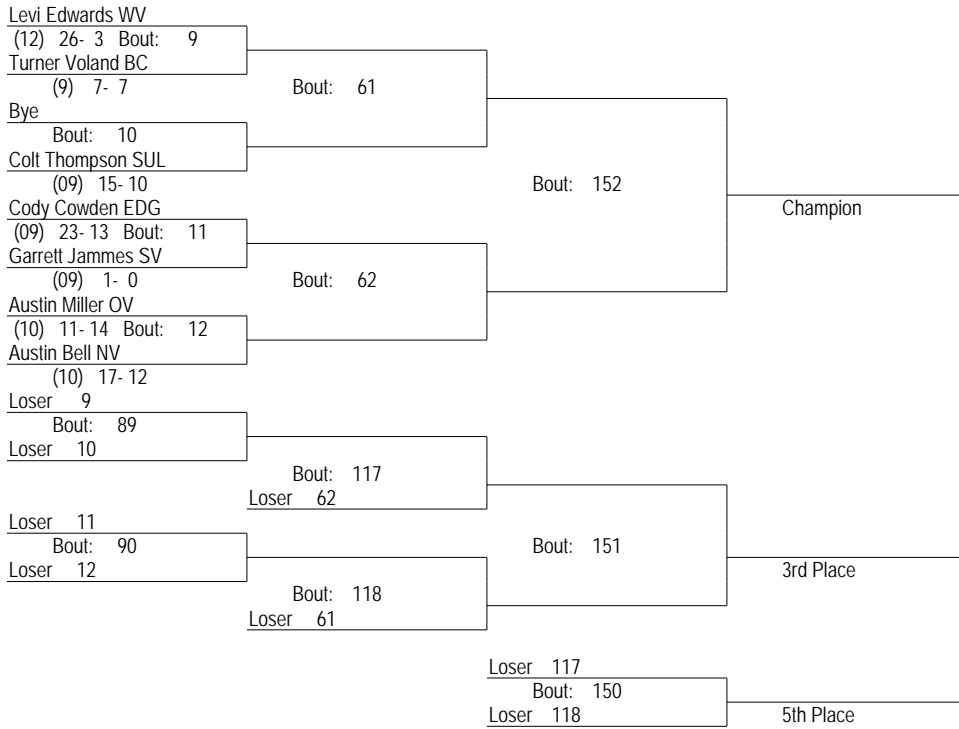 Levi Edwards WV
(12) 26- 3 Bout: 9
Turner Voland BC
(9) 7- 7
Bout: 61
Bye
Bout: 10
Colt Thompson SUL
(09) 15- 10
Bout: 152
Cody Cowden EDG
Champion
(09) 23- 13 Bout: 11
Garrett Jammes SV
(09) 1- 0
Bout: 62
Austin Miller OV
(10) 11- 14 Bout: 12
Austin Bell NV
(10) 17- 12
Loser 9
Bout: 89
Loser 10
Bout: 117
Loser 62
Loser 11
Bout: 90
Bout: 151
Loser 12
3rd Place
Bout: 118
Loser 61
Loser 117
Bout: 150
Loser 118
5th Place